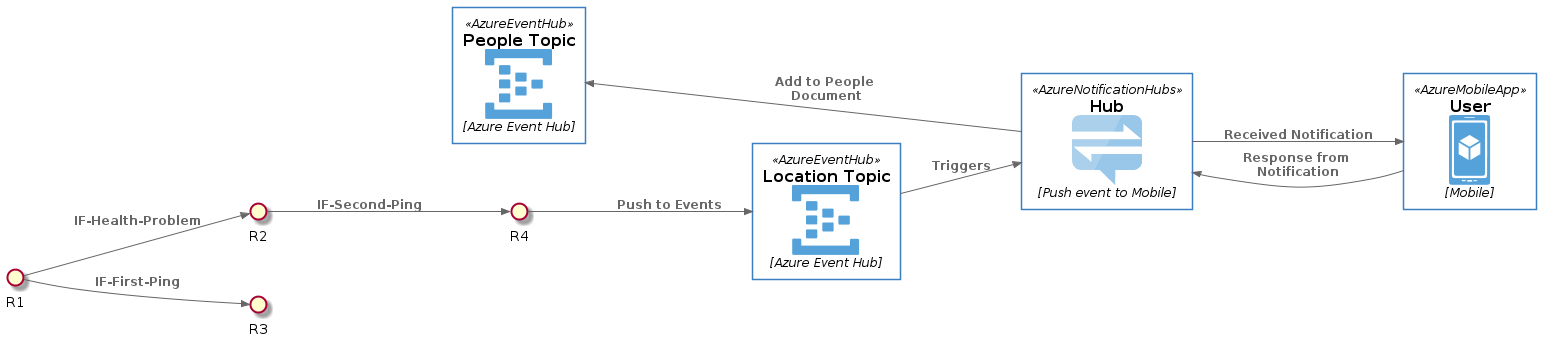 «AzureEventHub»
People Topic
[Azure Event Hub]
Add to People
Document
«AzureNotificationHubs»
Hub
[Push event to Mobile]
«AzureMobileApp»
User
[Mobile]
Received Notification
Response from
Notification
«AzureEventHub»
Location Topic
[Azure Event Hub]
Triggers
IF-Health-Problem
R2
IF-Second-Ping
R4
Push to Events
R1
IF-First-Ping
R3